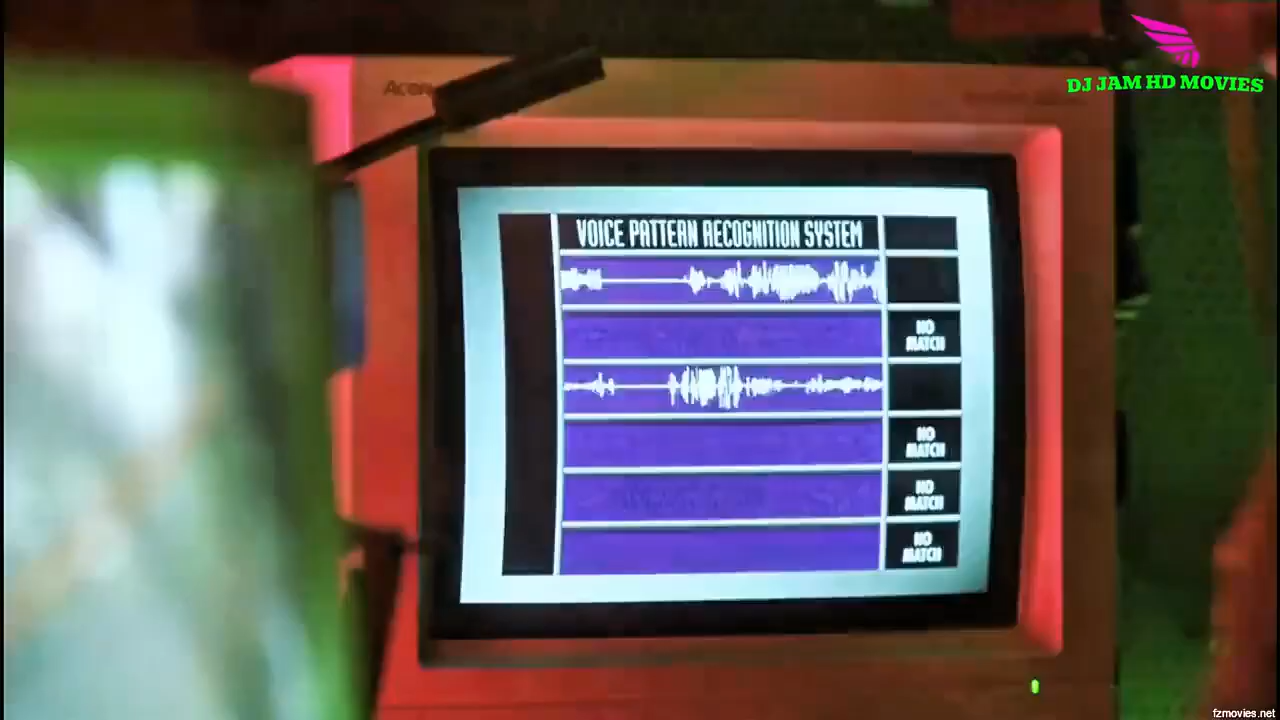 DJ JAM HD MOVIES
VOICE PATTERN RECOGNITION SYSTEM
NO
MATCH
NO
MATCH
NO
MATCH
NO
MATCH
fzmovies.net